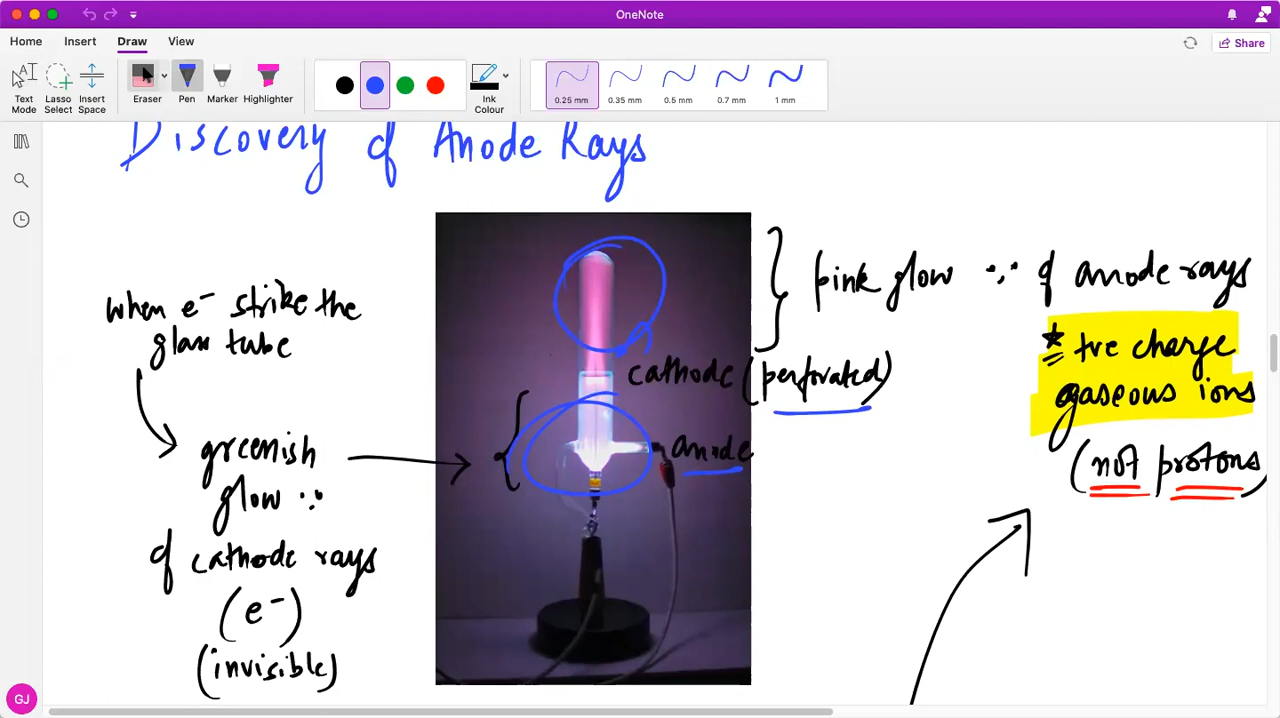 OneNote
Home Insert Draw View
Share
Text Mode
Lasso Select
Insert Space
Eraser
Pen
Marker
Highlighter
Ink Colour
0.25 mm
0.35 mm
0.5 mm
0.7 mm
1 mm
Discovery of Anode Rays
when e⁻ strike the
glass tube
greenish
glow ∵
of cathode rays
(e⁻)
(invisible)
cathode (perforated)
anode
pink glow ∵ of anode rays
* +ve charge
gaseous ions
(not protons)
GJ